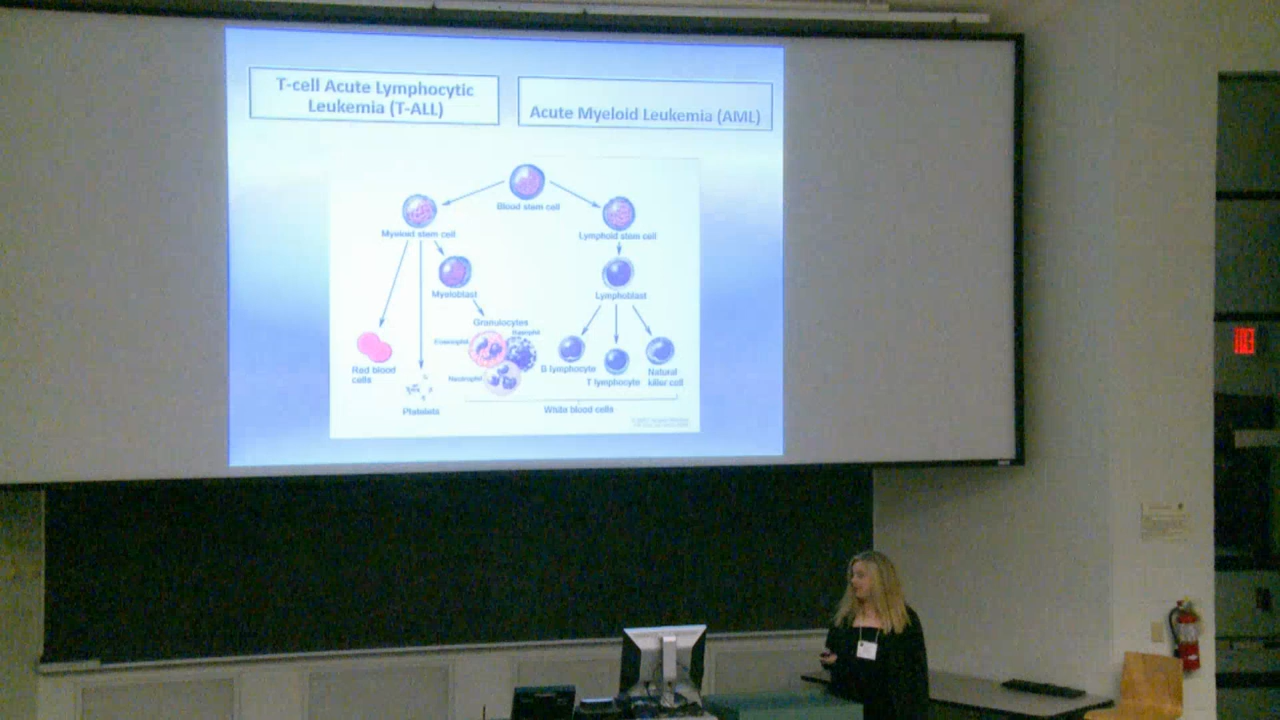 T-cell Acute Lymphocytic
Leukemia (T-ALL)
Acute Myeloid Leukemia (AML)
Blood stem cell
Myeloid stem cell
Lymphoid stem cell
Myeloblast
Lymphoblast
Granulocytes
Basophil
Eosinophil
Neutrophil
Red blood
cells
Platelets
B lymphocyte
T lymphocyte
Natural
killer cell
White blood cells